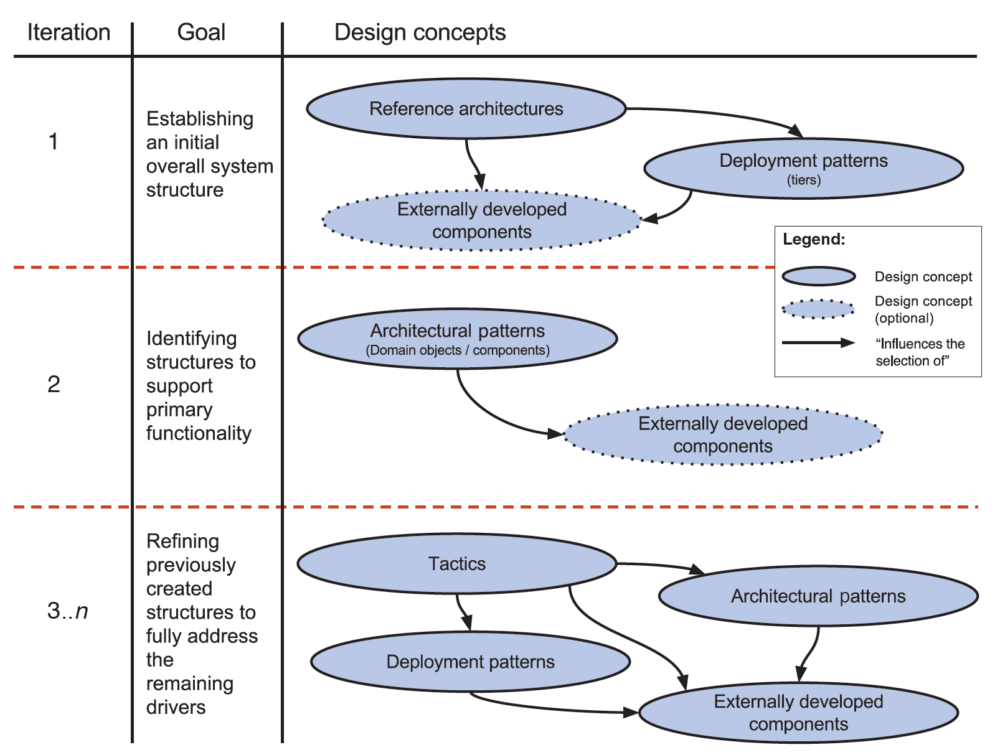 Iteration
Goal
Design concepts
1
Establishing
an initial
overall system
structure
Reference architectures
Deployment patterns
(tiers)
Externally developed
components
Legend:
Design concept
Design concept
(optional)
“Influences the
selection of”
2
Identifying
structures to
support
primary
functionality
Architectural patterns
(Domain objects / components)
Externally developed
components
3..n
Refining
previously
created
structures to
fully address
the
remaining
drivers
Tactics
Architectural patterns
Deployment patterns
Externally developed
components